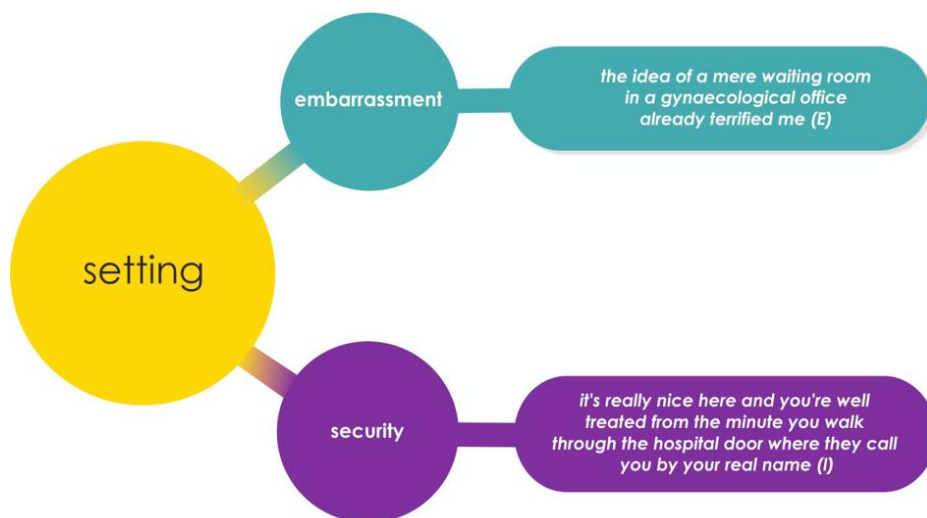 setting
embarrassment
the idea of a mere waiting room
in a gynaecological office
already terrified me (E)
security
it's really nice here and you're well
treated from the minute you walk
through the hospital door where they call
you by your real name (I)